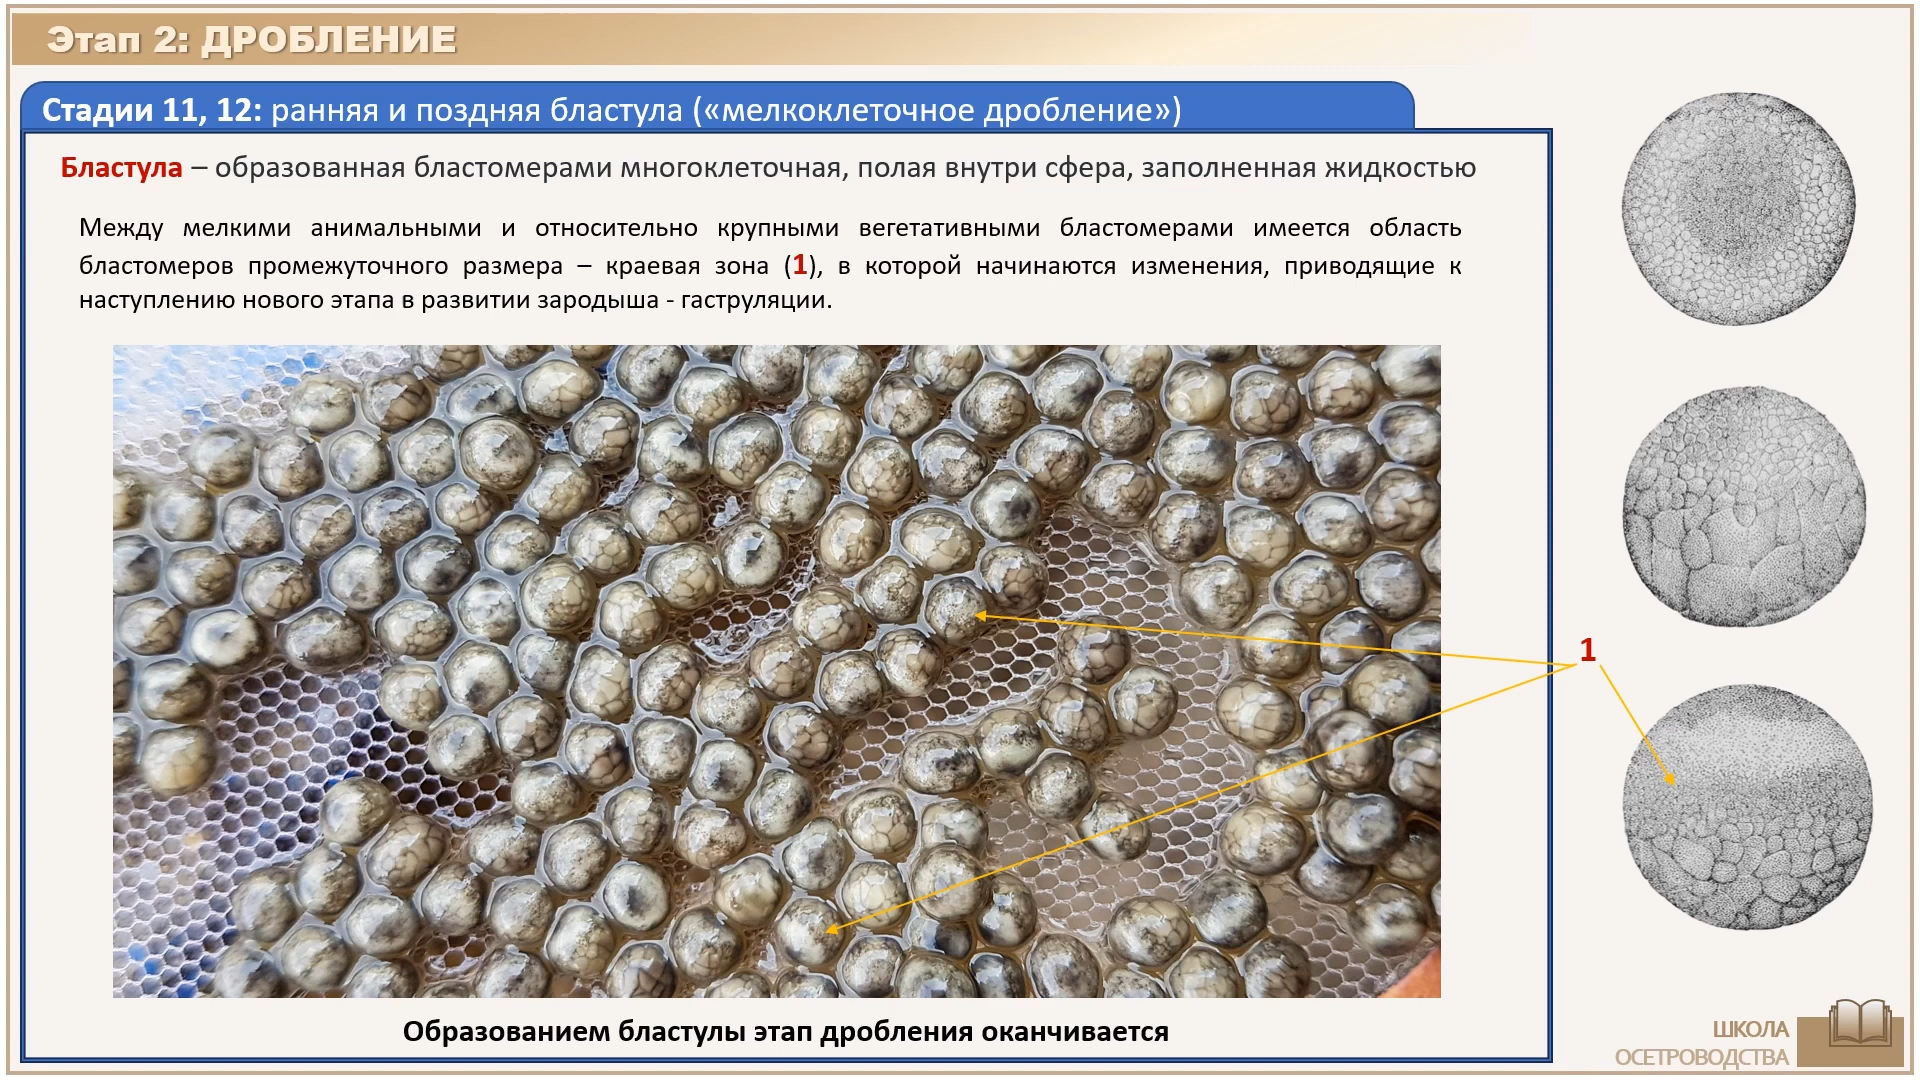 Этап 2: ДРОБЛЕНИЕ
Стадии 11, 12: ранняя и поздняя бластула («мелкоклеточное дробление»)
Бластула – образованная бластомерами многоклеточная, полая внутри сфера, заполненная жидкостью
Между мелкими анимальными и относительно крупными вегетативными бластомерами имеется область
бластомеров промежуточного размера – краевая зона (1), в которой начинаются изменения, приводящие к
наступлению нового этапа в развитии зародыша - гаструляции.
1
Образованием бластулы этап дробления оканчивается
ШКОЛА
ОСЕТРОВОДСТВА